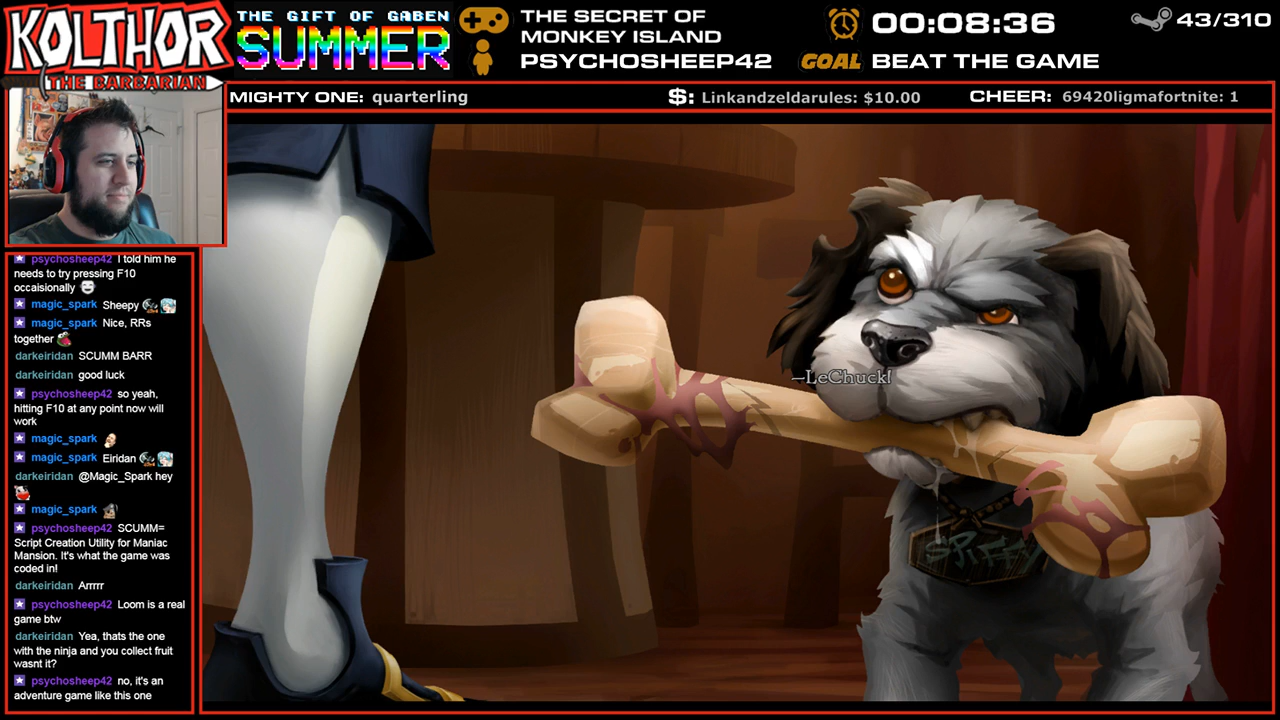 KOLTHOR
THE BARBARIAN
THE GIFT OF GABEN
SUMMER
THE SECRET OF
MONKEY ISLAND
PSYCHOSHEEP42
00:08:36
GOAL BEAT THE GAME
43/310
MIGHTY ONE: quarterling
$: Linkandzeldarules: $10.00
CHEER: 69420ligmafortnite: 1
psychosheep42 I told him he
needs to try pressing F10
occaisionally
magic_spark Sheepy
magic_spark Nice, RRs
together
darkeiridan SCUMM BARR
darkeiridan good luck
psychosheep42 so yeah,
hitting F10 at any point now will
work
magic_spark
magic_spark Eiridan
darkeiridan @Magic_Spark hey
magic_spark
psychosheep42 SCUMM=
Script Creation Utility for Maniac
Mansion. It's what the game was
coded in!
darkeiridan Arrrrr
psychosheep42 Loom is a real
game btw
darkeiridan Yea, thats the one
with the ninja and you collect fruit
wasnt it?
psychosheep42 no, it's an
adventure game like this one
—LeChuck!
SPIFFY